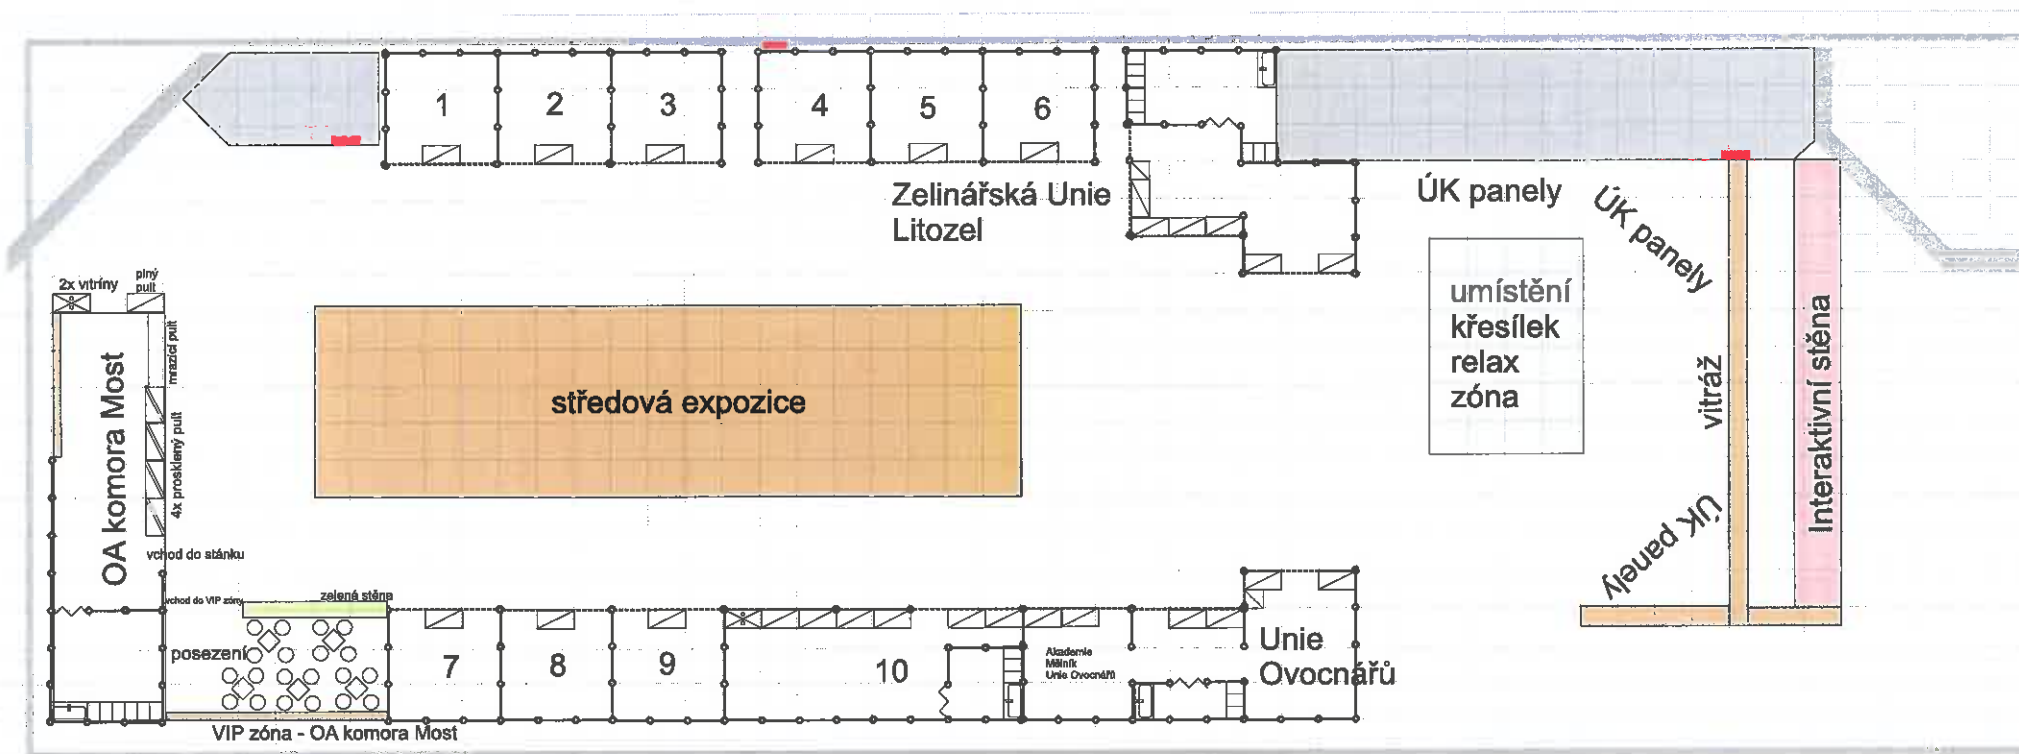 1
2
3
4
5
6
Zelinářská Unie
Litozel
ÚK panely
ÚK panely
2x vitríny
plný
pult
mrazicí pult
OA komora Most
4x prosklený pult
středová expozice
umístění
křesílek
relax
zóna
vitráž
Interaktivní stěna
ÚK panely
vchod do stánku
vchod do VIP zóny
zelená stěna
posezení
7
8
9
10
Akademie
Mělník
Unie Ovocnářů
Unie
Ovocnářů
VIP zóna - OA komora Most